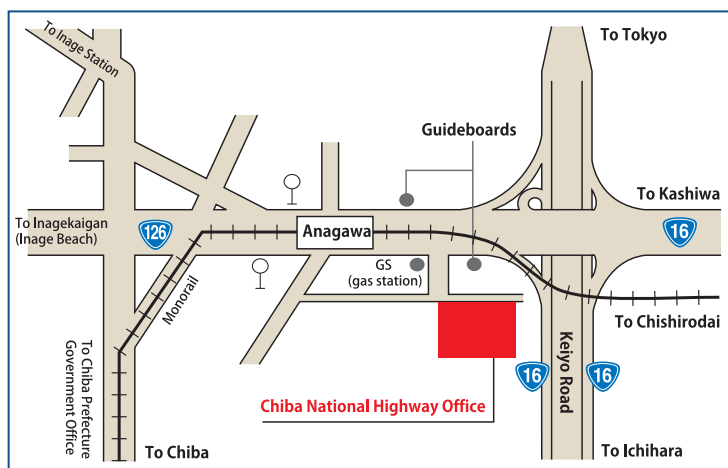 To Inage Station
To Tokyo
Guideboards
To Kashiwa
To Inagekaigan
(Inage Beach)
126
Anagawa
16
GS
(gas station)
Monorail
To Chishirodai
To Chiba Prefecture
Government Office
Keiyo Road
16
16
Chiba National Highway Office
To Chiba
To Ichihara